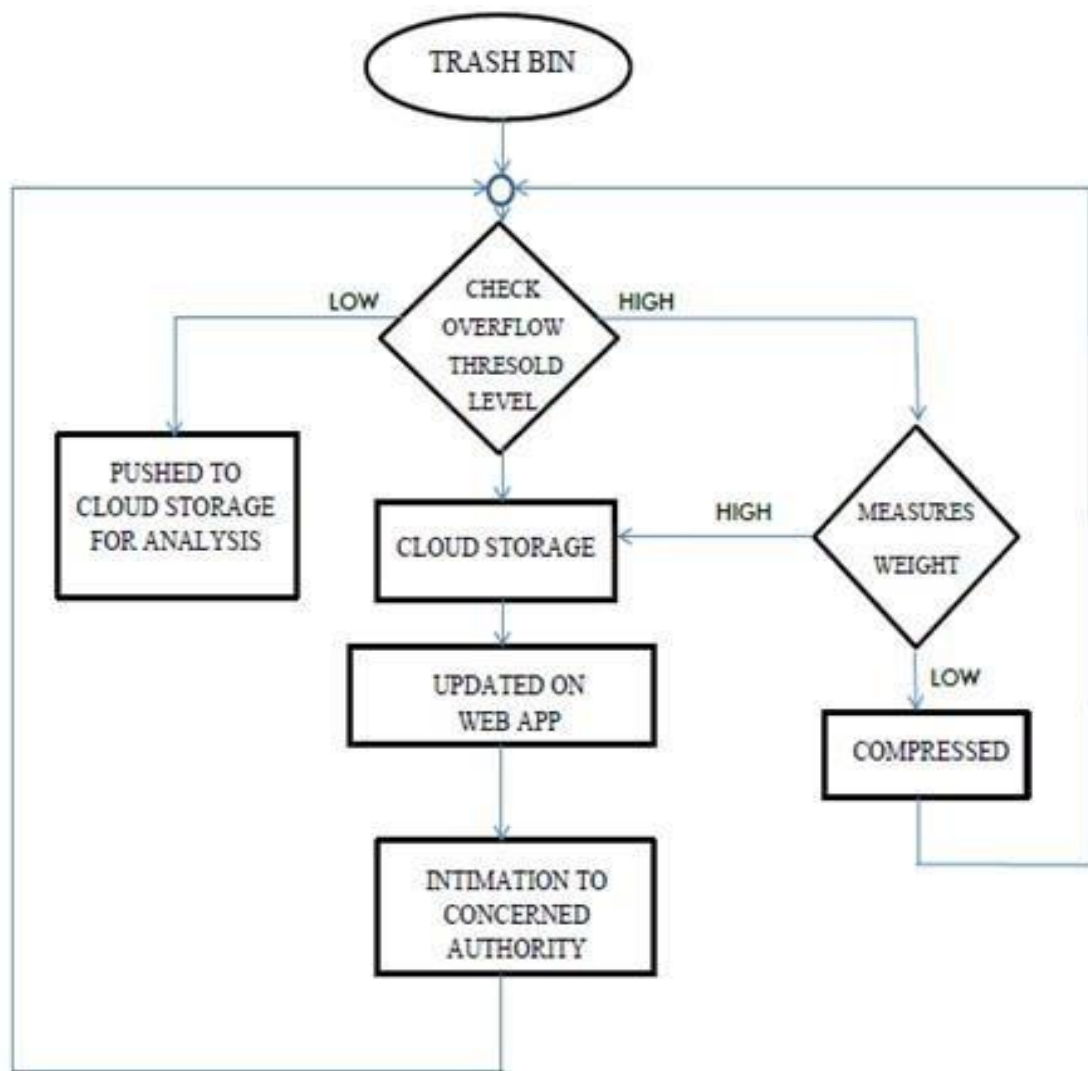 TRASH BIN
LOW
HIGH
CHECK
OVERFLOW
THRESOLD
LEVEL
PUSHED TO
CLOUD STORAGE
FOR ANALYSIS
CLOUD STORAGE
HIGH
MEASURES
WEIGHT
LOW
UPDATED ON
WEB APP
COMPRESSED
INTIMATION TO
CONCERNED
AUTHORITY